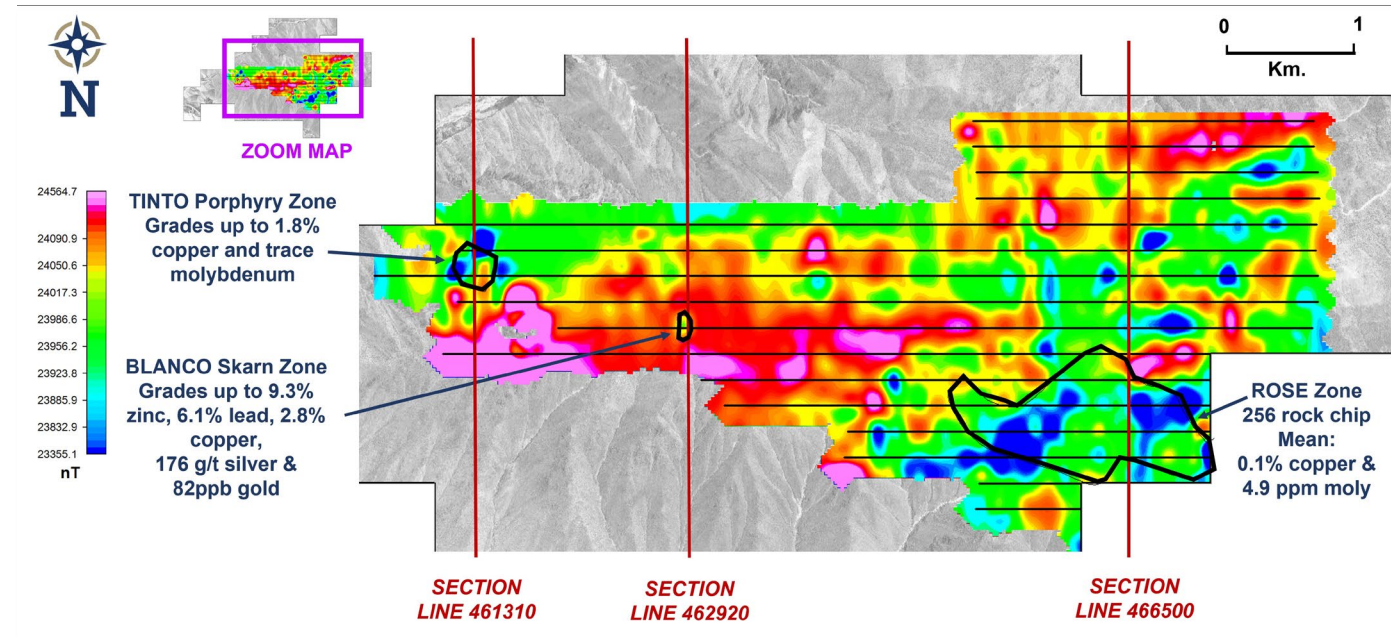 N
ZOOM MAP
0 1
Km.
24564.7
24090.9
24050.6
24017.3
23986.6
23956.2
23923.8
23885.9
23832.9
23355.1
nT
TINTO Porphyry Zone
Grades up to 1.8%
copper and trace
molybdenum
BLANCO Skarn Zone
Grades up to 9.3%
zinc, 6.1% lead, 2.8%
copper,
176 g/t silver &
82ppb gold
ROSE Zone
256 rock chip
Mean:
0.1% copper &
4.9 ppm moly
SECTION
LINE 461310
SECTION
LINE 462920
SECTION
LINE 466500